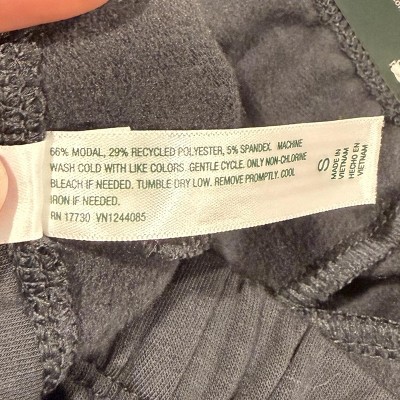 66% MODAL, 29% RECYCLED POLYESTER, 5% SPANDEX. MACHINE
WASH COLD WITH LIKE COLORS. GENTLE CYCLE. ONLY NON-CHLORINE
BLEACH IF NEEDED. TUMBLE DRY LOW. REMOVE PROMPTLY. COOL
IRON IF NEEDED.
RN 17730 VN1244085
S
MADE IN
VIETNAM
HECHO EN
VIETNAM